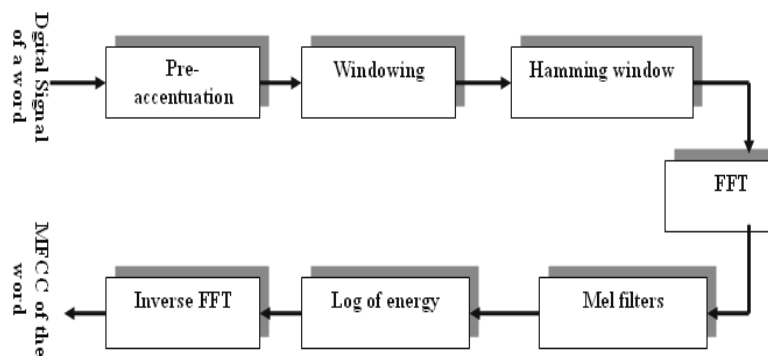 Dgital Signal
of a word
Pre-
accentuation
Windowing
Hamming window
FFT
Mel filters
Log of energy
Inverse FFT
MFCC of the
word